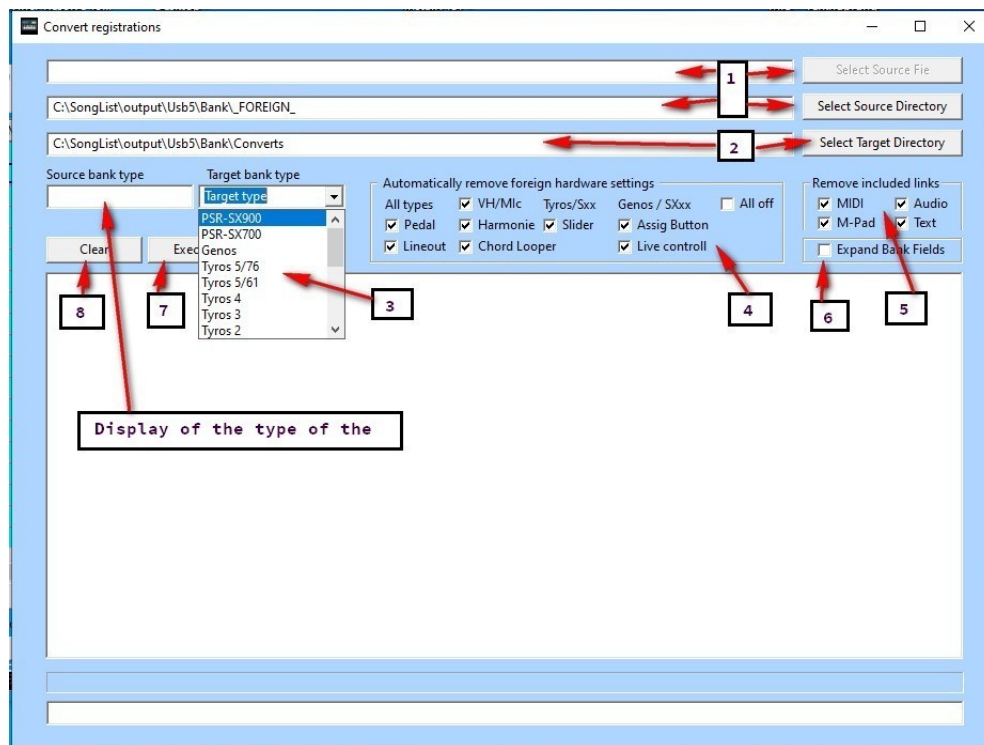 Convert registrations
1
Select Source Fie
C:\SongList\output\Usb5\Bank\_FOREIGN_
Select Source Directory
C:\SongList\output\Usb5\Bank\Converts
2
Select Target Directory
Source bank type
Target bank type
Target type
PSR-SX900
PSR-SX700
Genos
Tyros 5/76
Tyros 5/61
Tyros 4
Tyros 3
Tyros 2
Automatically remove foreign hardware settings
All types VH/MIc Tyros/Sxx Genos / SXxx All off
Pedal Harmonie Slider Assig Button
Lineout Chord Looper Live controll
Remove included links
MIDI Audio
M-Pad Text
Expand Bank Fields
Clear
Exec
8
7
3
4
6
5
Display of the type of the